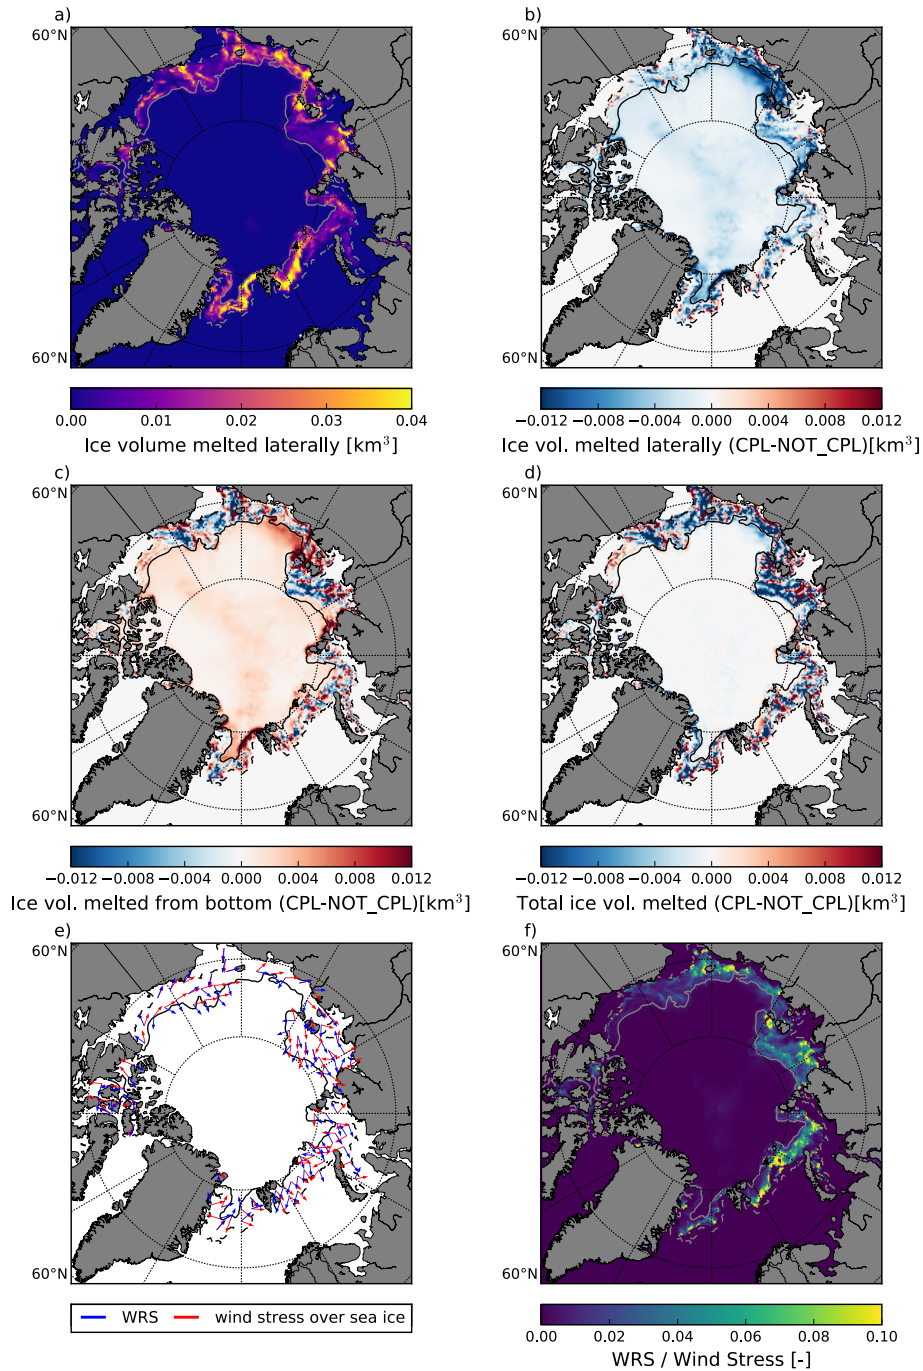 a)
b)
60°N
60°N
60°N
60°N
0.00 0.01 0.02 0.03 0.04
−0.012 −0.008 −0.004 0.000 0.004 0.008 0.012
Ice volume melted laterally [km³]
Ice vol. melted laterally (CPL-NOT_CPL)[km³]
c)
d)
60°N
60°N
60°N
60°N
−0.012 −0.008 −0.004 0.000 0.004 0.008 0.012
−0.012 −0.008 −0.004 0.000 0.004 0.008 0.012
Ice vol. melted from bottom (CPL-NOT_CPL)[km³]
Total ice vol. melted (CPL-NOT_CPL)[km³]
e)
f)
60°N
60°N
60°N
60°N
WRS wind stress over sea ice
0.00 0.02 0.04 0.06 0.08 0.10
WRS / Wind Stress [-]